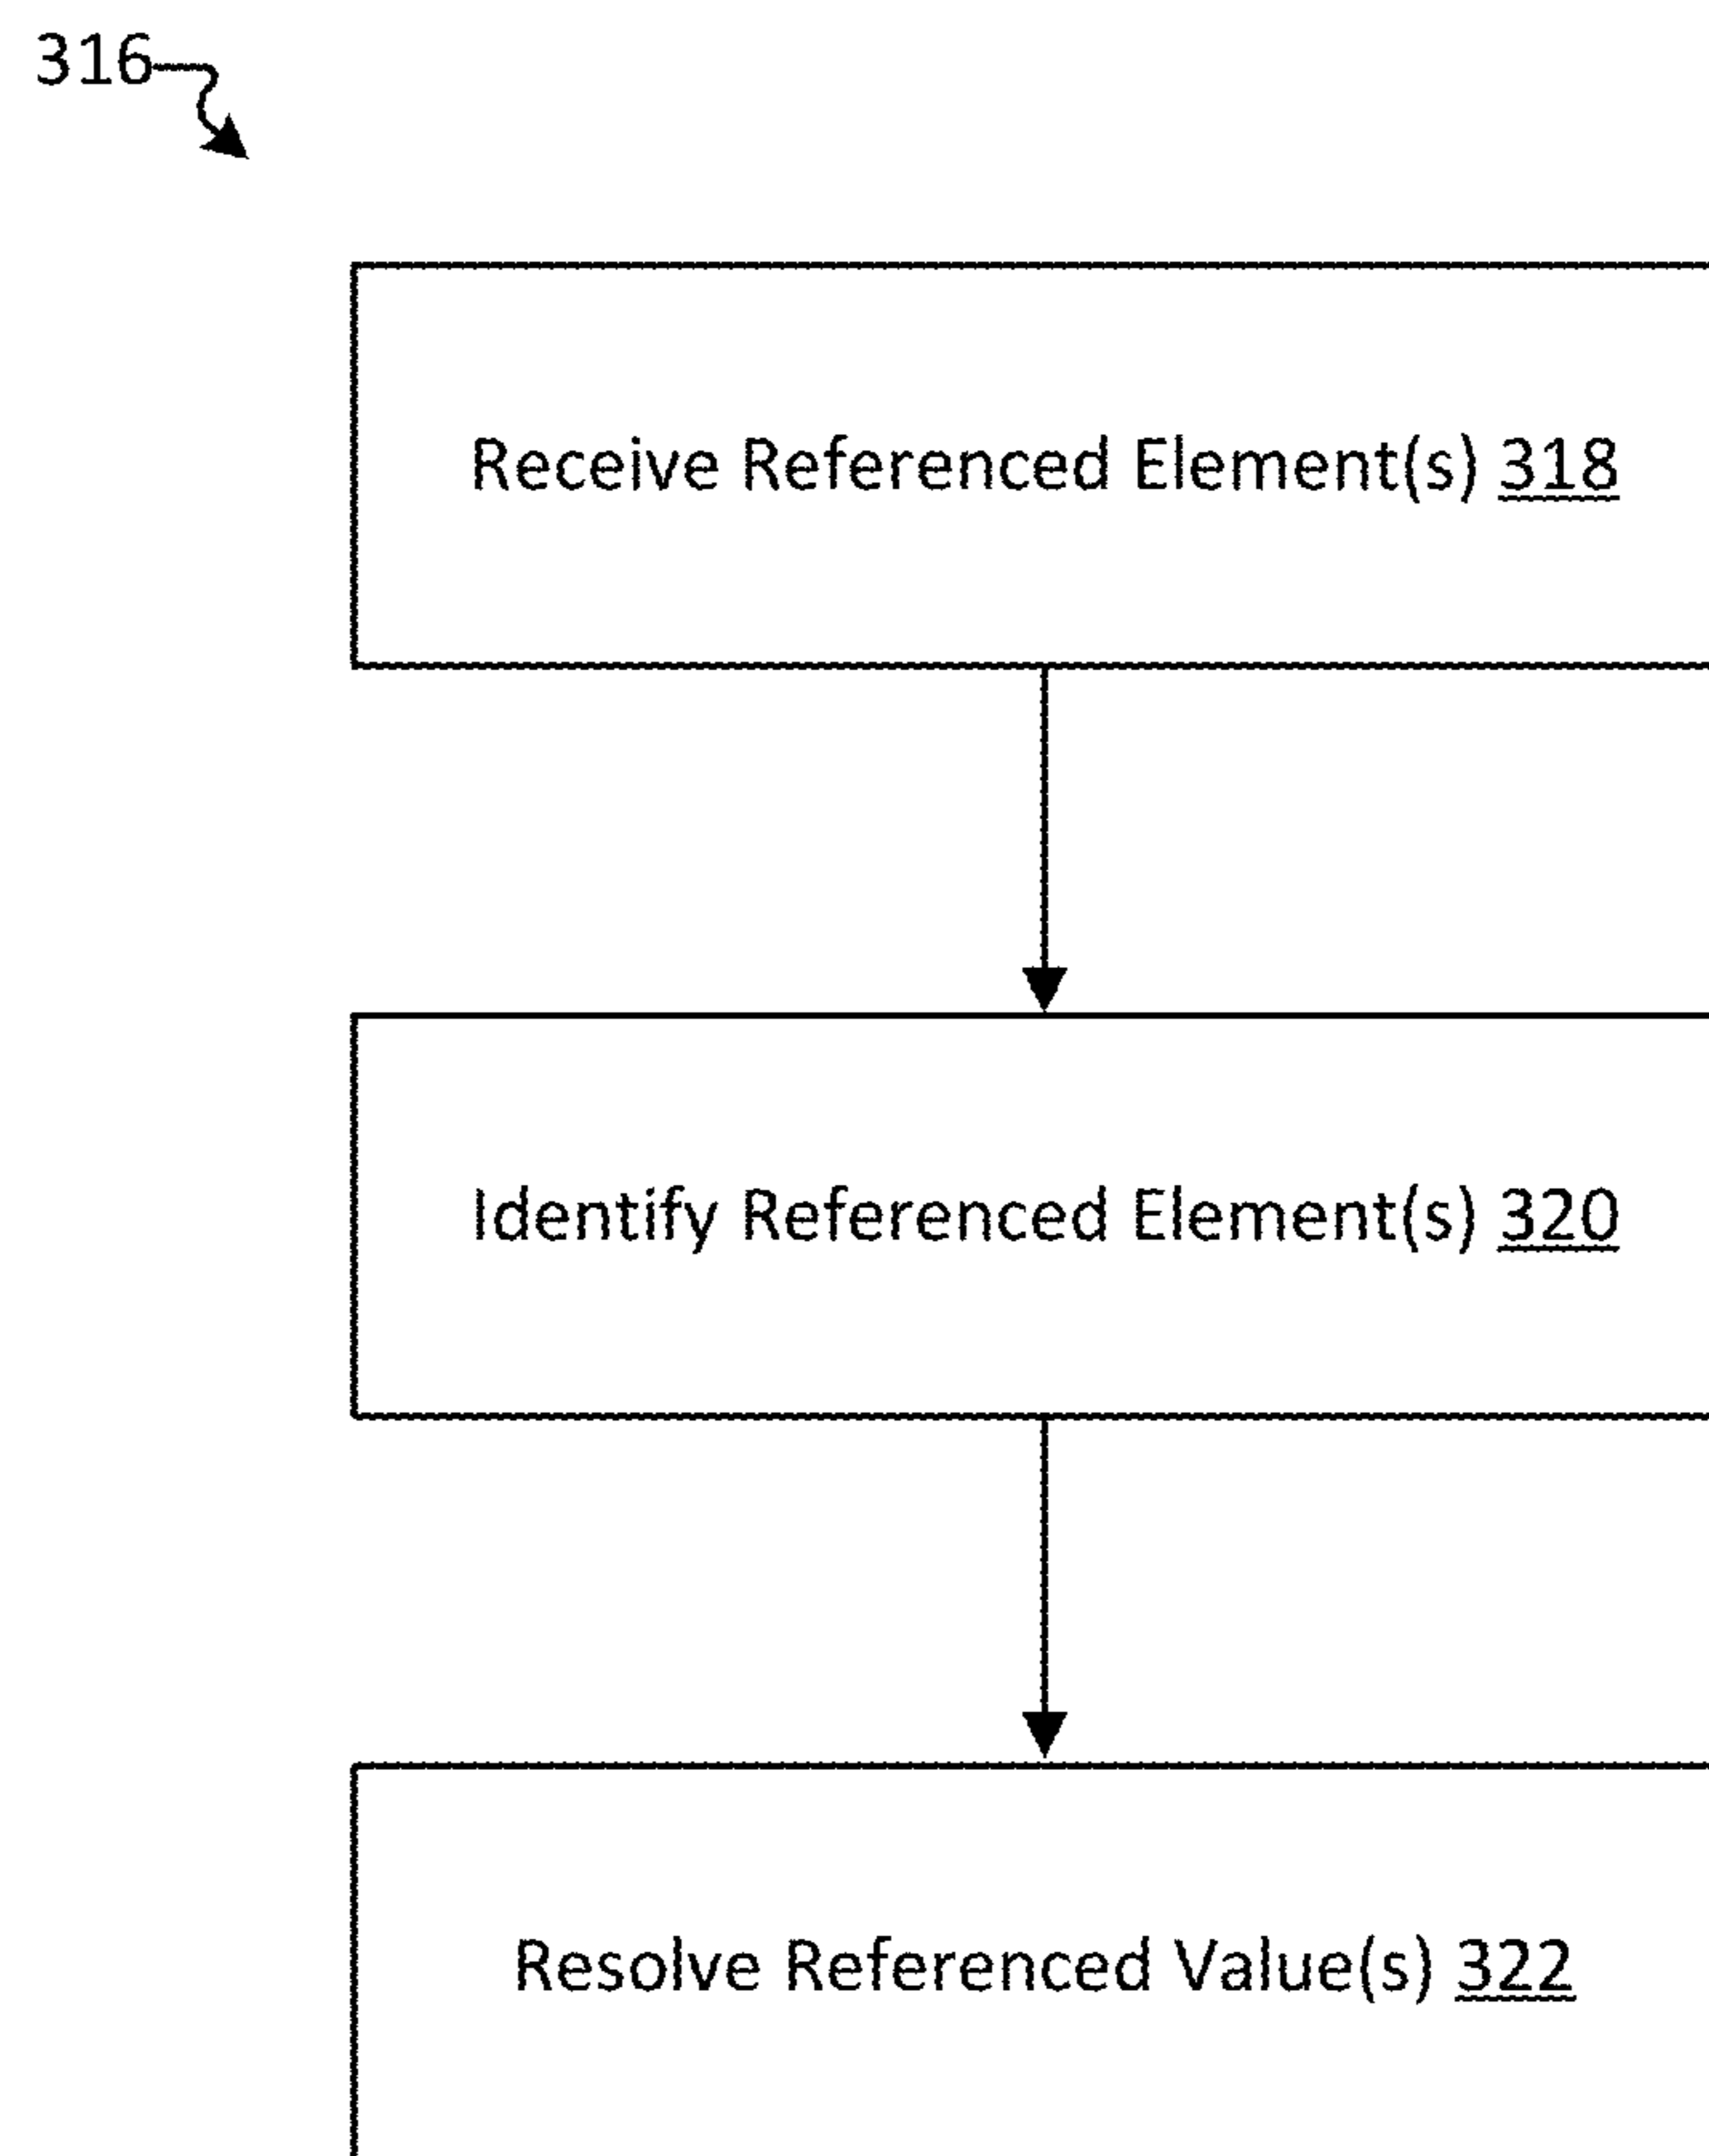 316
Receive Referenced Element(s) 318
Identify Referenced Element(s) 320
Resolve Referenced Value(s) 322